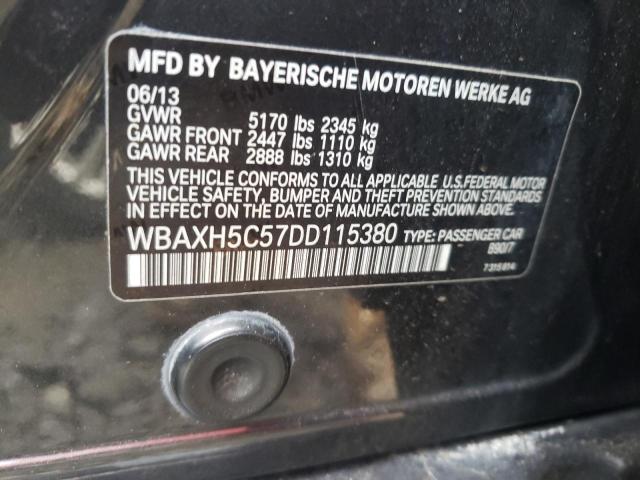 MFD BY BAYERISCHE MOTOREN WERKE AG
06/13
GVWR 5170 lbs 2345 kg
GAWR FRONT 2447 lbs 1110 kg
GAWR REAR 2888 lbs 1310 kg
THIS VEHICLE CONFORMS TO ALL APPLICABLE U.S.FEDERAL MOTOR
VEHICLE SAFETY, BUMPER AND THEFT PREVENTION STANDARDS
IN EFFECT ON THE DATE OF MANUFACTURE SHOWN ABOVE.
WBAXH5C57DD115380 TYPE: PASSENGER CAR
890/7